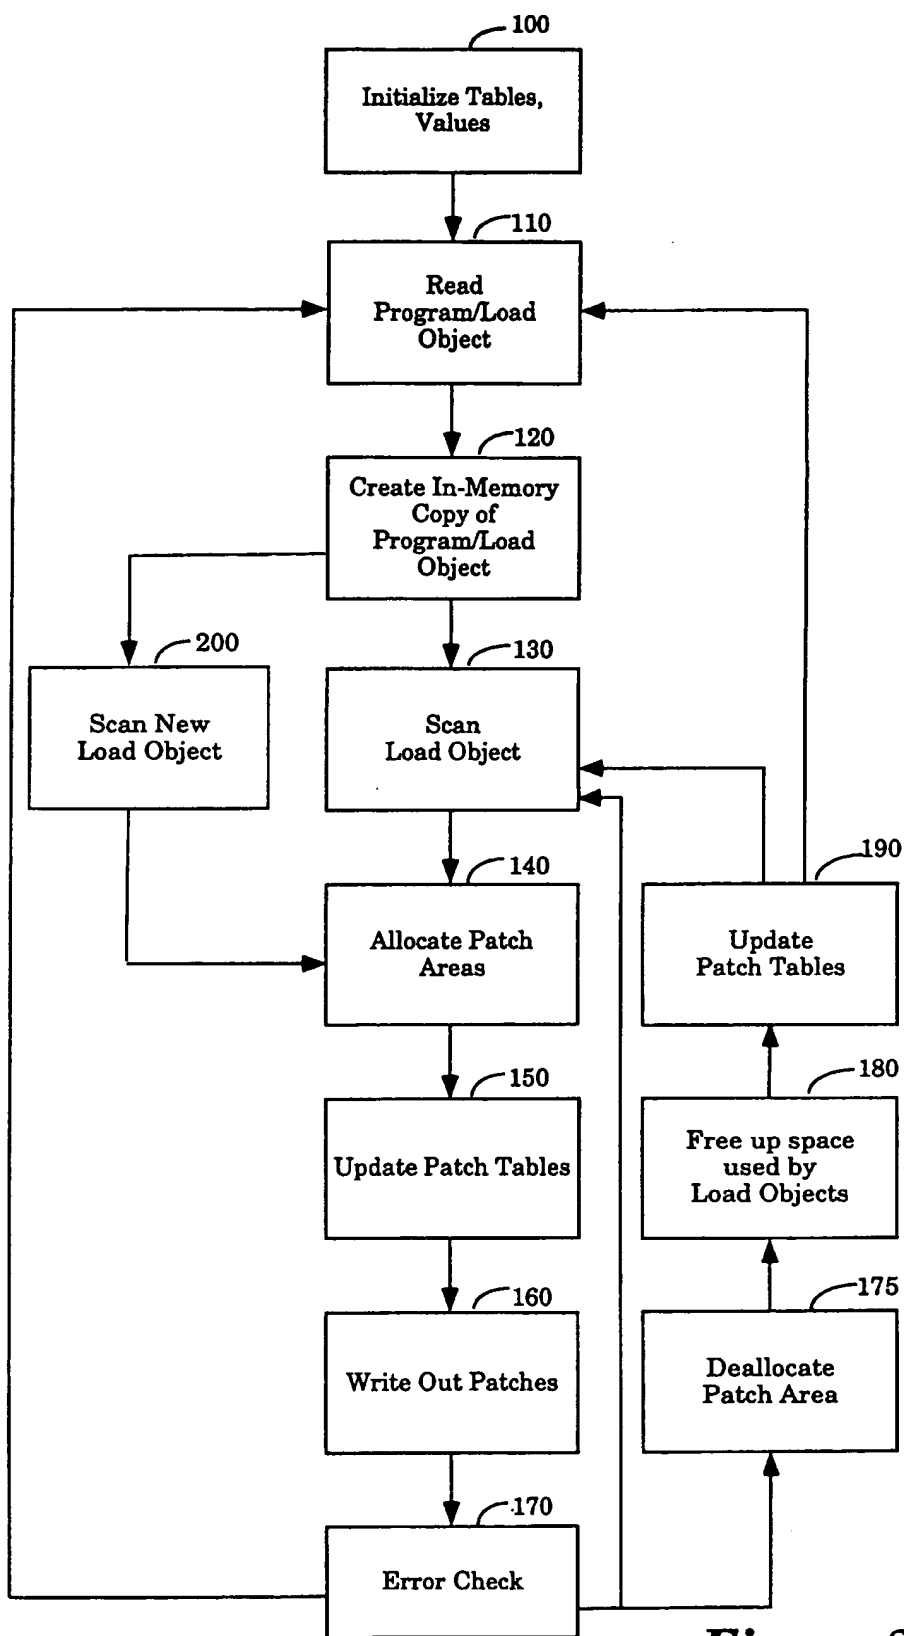 100
Initialize Tables,
Values
110
Read
Program/Load
Object
120
Create In-Memory
Copy of
Program/Load
Object
200
Scan New
Load Object
130
Scan
Load Object
140
Allocate Patch
Areas
190
Update
Patch Tables
150
Update Patch Tables
180
Free up space
used by
Load Objects
160
Write Out Patches
175
Deallocate
Patch Area
170
Error Check